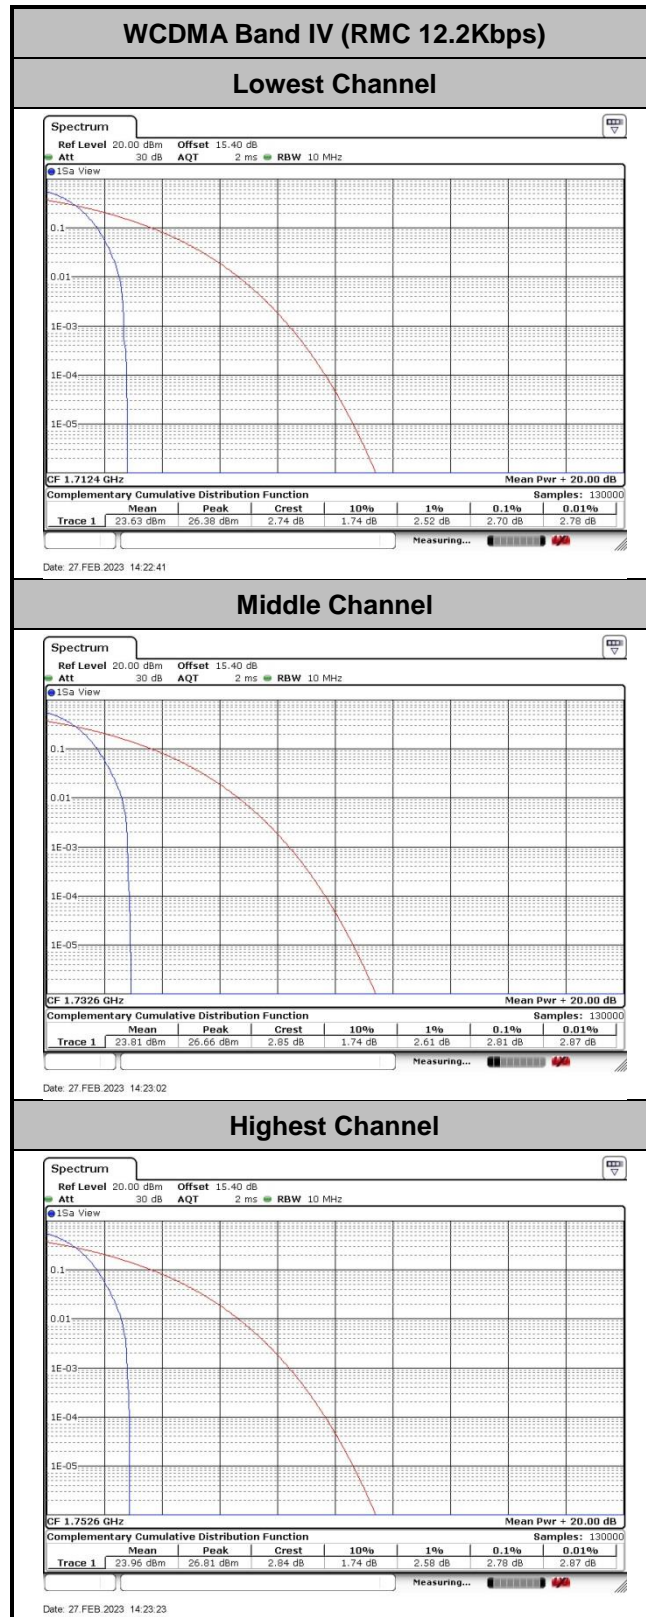 WCDMA Band IV (RMC 12.2Kbps)
Lowest Channel
Spectrum
Ref Level 20.00 dBm Offset 15.40 dB
Att 30 dB AQT 2 ms RBW 10 MHz
1Sa View
0.1
0.01
1E-03
1E-04
1E-05
CF 1.7124 GHz Mean Pwr + 20.00 dB
Complementary Cumulative Distribution Function Samples: 130000
Mean Peak Crest 10% 1% 0.1% 0.01%
Trace 1 23.63 dBm 26.38 dBm 2.74 dB 1.74 dB 2.52 dB 2.70 dB 2.78 dB
Measuring...
Date: 27.FEB.2023 14:22:41
Middle Channel
Spectrum
Ref Level 20.00 dBm Offset 15.40 dB
Att 30 dB AQT 2 ms RBW 10 MHz
1Sa View
0.1
0.01
1E-03
1E-04
1E-05
CF 1.7326 GHz Mean Pwr + 20.00 dB
Complementary Cumulative Distribution Function Samples: 130000
Mean Peak Crest 10% 1% 0.1% 0.01%
Trace 1 23.81 dBm 26.66 dBm 2.85 dB 1.74 dB 2.61 dB 2.81 dB 2.87 dB
Measuring...
Date: 27.FEB.2023 14:23:02
Highest Channel
Spectrum
Ref Level 20.00 dBm Offset 15.40 dB
Att 30 dB AQT 2 ms RBW 10 MHz
1Sa View
0.1
0.01
1E-03
1E-04
1E-05
CF 1.7526 GHz Mean Pwr + 20.00 dB
Complementary Cumulative Distribution Function Samples: 130000
Mean Peak Crest 10% 1% 0.1% 0.01%
Trace 1 23.96 dBm 26.81 dBm 2.84 dB 1.74 dB 2.58 dB 2.78 dB 2.87 dB
Measuring...
Date: 27.FEB.2023 14:23:23